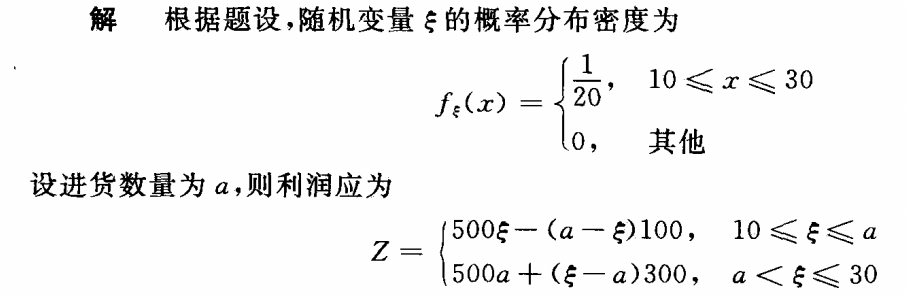 解 根据题设,随机变量 ξ 的概率分布密度为
f_ξ(x) = { 1/20, 10 ⩽ x ⩽ 30
0, 其他
设进货数量为 a,则利润应为
Z = { 500ξ − (a − ξ)100, 10 ⩽ ξ ⩽ a
500a + (ξ − a)300, a < ξ ⩽ 30